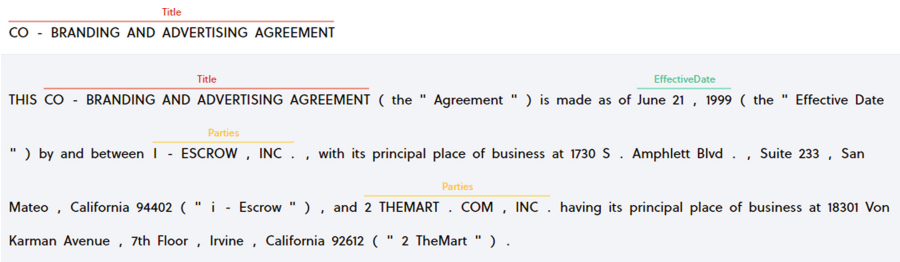 Title
CO - BRANDING AND ADVERTISING AGREEMENT
Title EffectiveDate
THIS CO - BRANDING AND ADVERTISING AGREEMENT ( the " Agreement " ) is made as of June 21 , 1999 ( the " Effective Date
Parties
" ) by and between I - ESCROW , INC . , with its principal place of business at 1730 S . Amphlett Blvd . , Suite 233 , San
Parties
Mateo , California 94402 ( " i - Escrow " ) , and 2 THEMART . COM , INC . having its principal place of business at 18301 Von
Karman Avenue , 7th Floor , Irvine , California 92612 ( " 2 TheMart " ) .